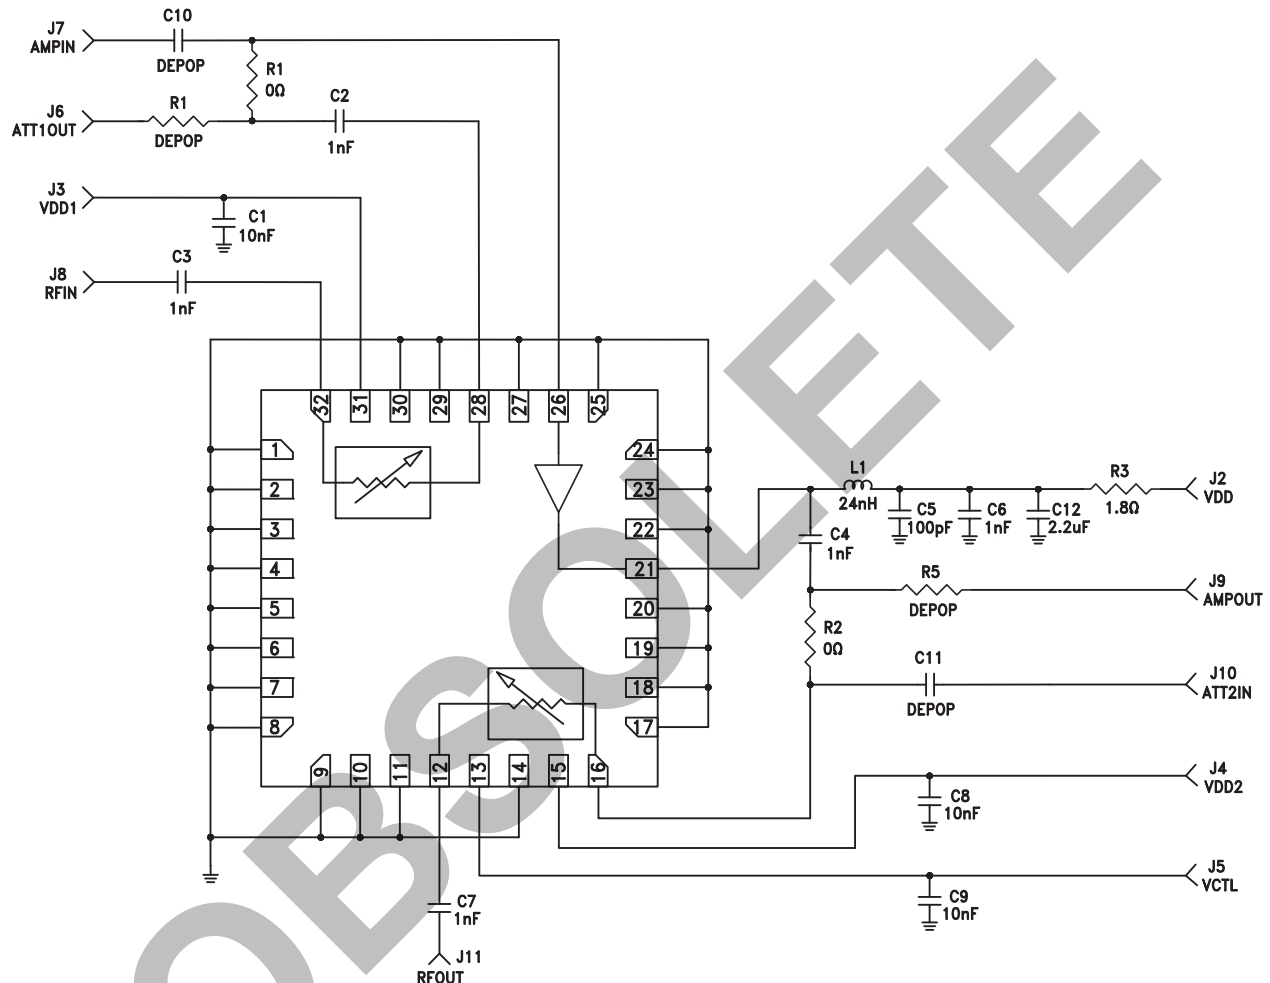 C10
J7
AMPIN
DEPOP
R1
0Ω
C2
J6
ATT1OUT
R1
DEPOP
1nF
J3
VDD1
C1
10nF
J8
RFIN
C3
1nF
32 31 30 29 28 27 26 25
1
2
3
4
5
6
7
8
24
23
22
21
20
19
18
17
9 10 11 12 13 14 15 16
L1
24nH
C5
100pF
C6
1nF
C12
2.2uF
R3
1.8Ω
J2
VDD
C4
1nF
R5
DEPOP
J9
AMPOUT
R2
0Ω
C11
DEPOP
J10
ATT2IN
C8
10nF
J4
VDD2
C9
10nF
J5
VCTL
C7
1nF
J11
RFOUT
OBSOLETE